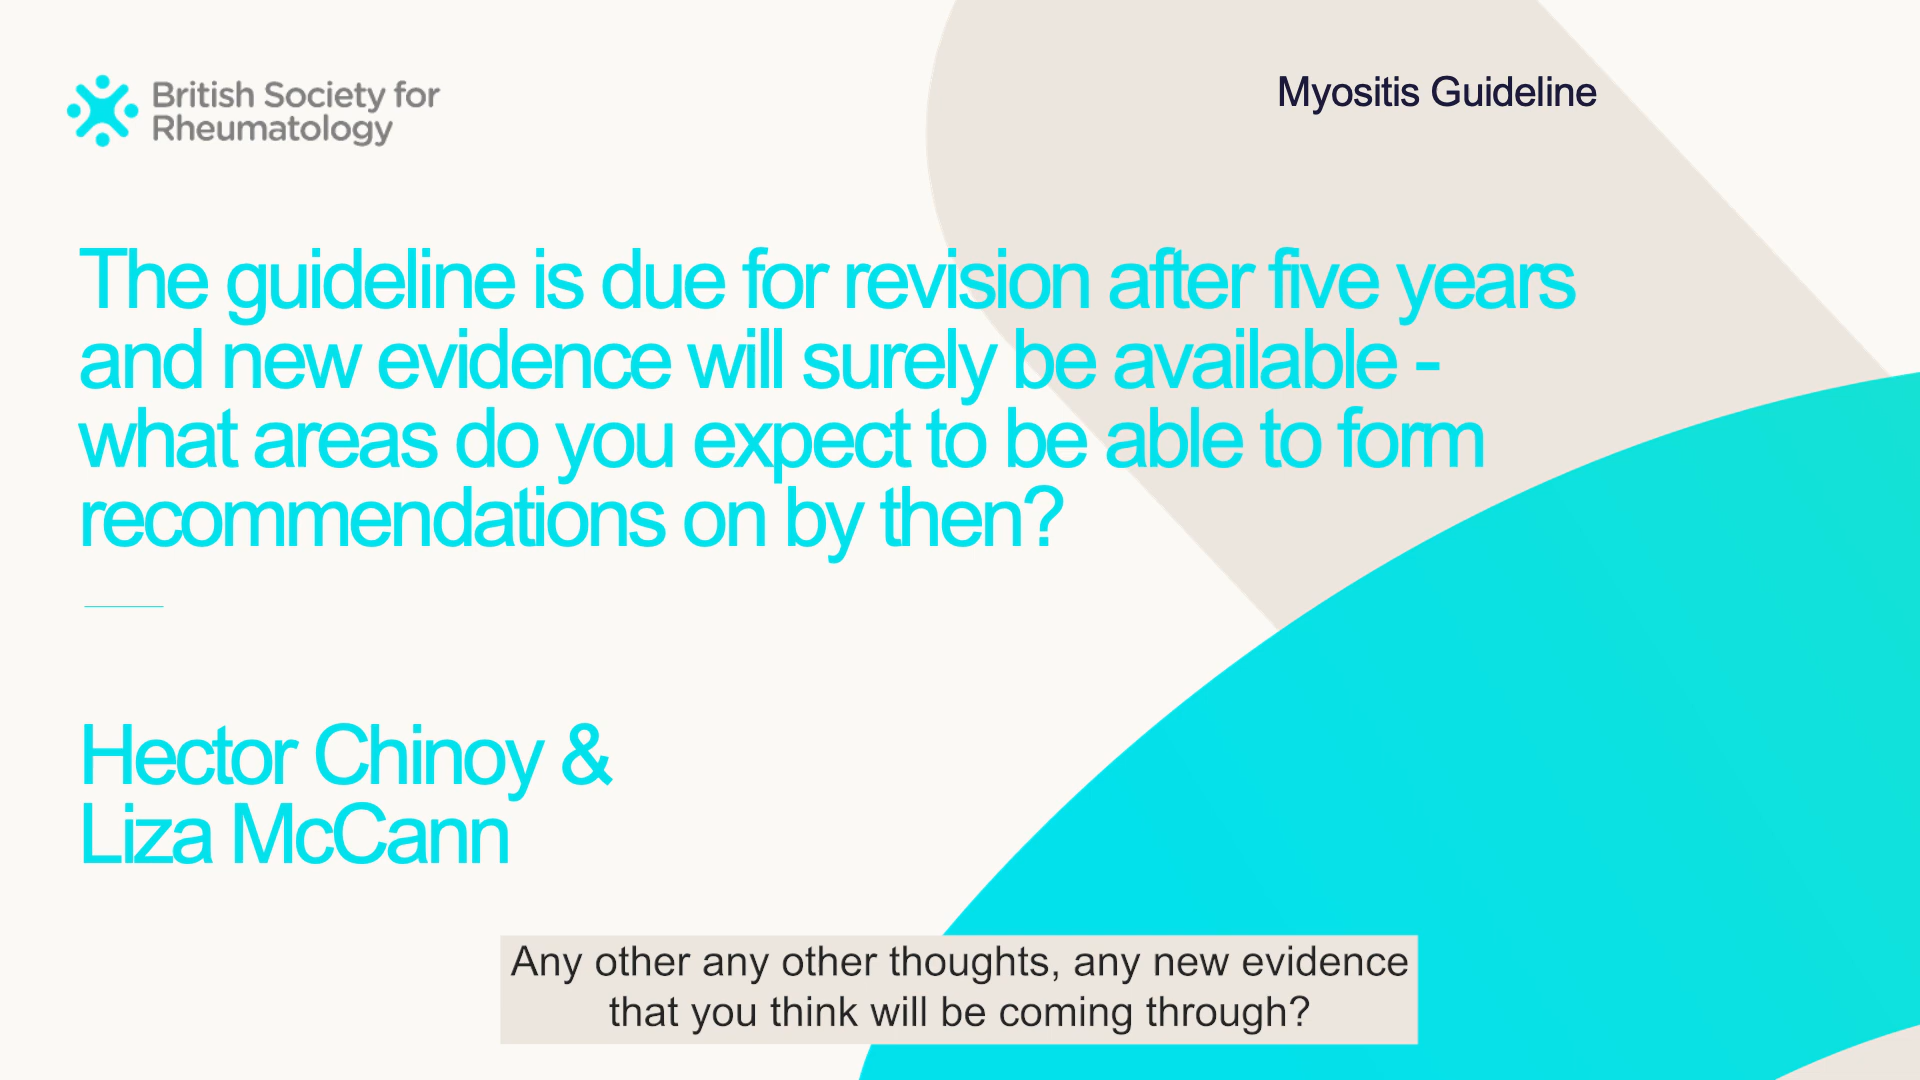 British Society for
Rheumatology
Myositis Guideline
The guideline is due for revision after five years
and new evidence will surely be available -
what areas do you expect to be able to form
recommendations on by then?
Hector Chinoy &
Liza McCann
Any other any other thoughts, any new evidence
that you think will be coming through?